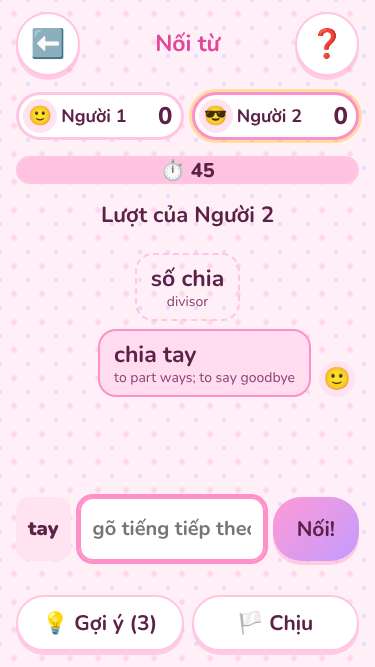 Nối từ
Người 1 0
Người 2 0
45
Lượt của Người 2
số chia
divisor
chia tay
to part ways; to say goodbye
tay
gõ tiếng tiếp theo
Nối!
Gợi ý (3)
Chịu